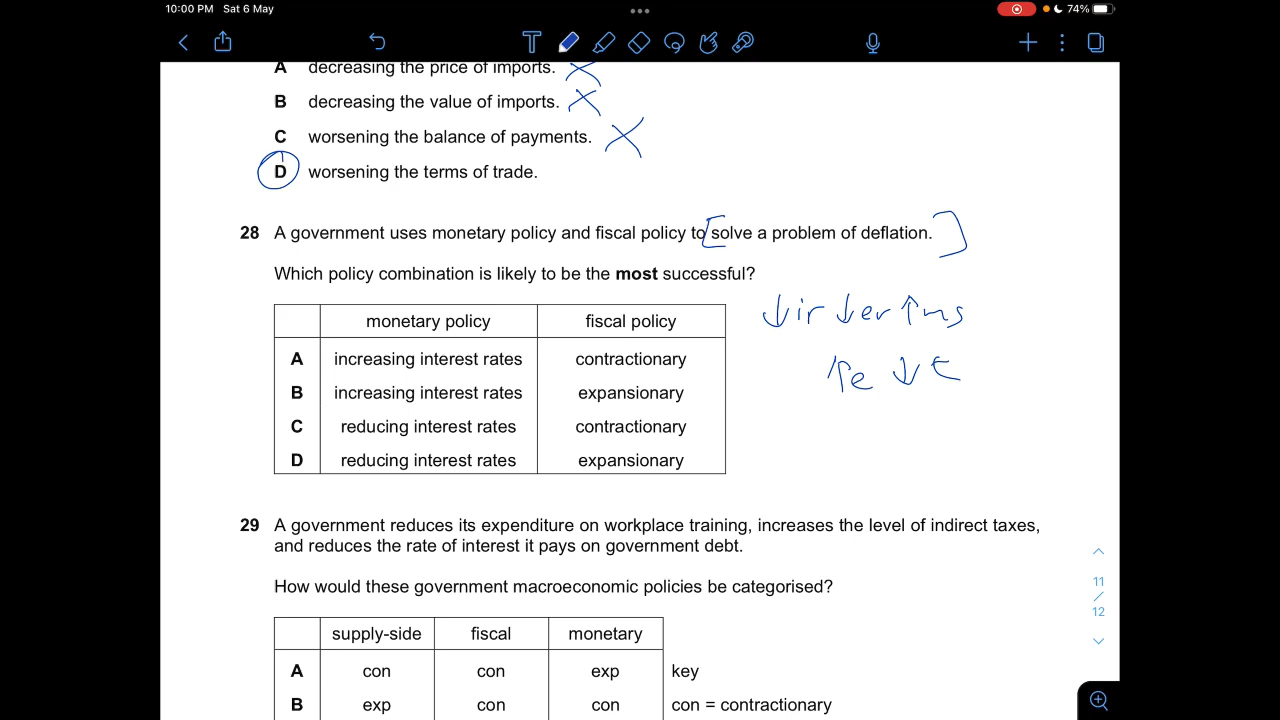 10:00 PM Sat 6 May
74%
A decreasing the price of imports.
B decreasing the value of imports.
C worsening the balance of payments.
D worsening the terms of trade.
28 A government uses monetary policy and fiscal policy to [solve a problem of deflation.]
Which policy combination is likely to be the most successful?
monetary policy fiscal policy
A increasing interest rates contractionary
B increasing interest rates expansionary
C reducing interest rates contractionary
D reducing interest rates expansionary
↓ir ↓er ↑ms
↑e ↓t
29 A government reduces its expenditure on workplace training, increases the level of indirect taxes,
and reduces the rate of interest it pays on government debt.
How would these government macroeconomic policies be categorised?
supply-side fiscal monetary
A con con exp key
B exp con con con = contractionary
11
/
12